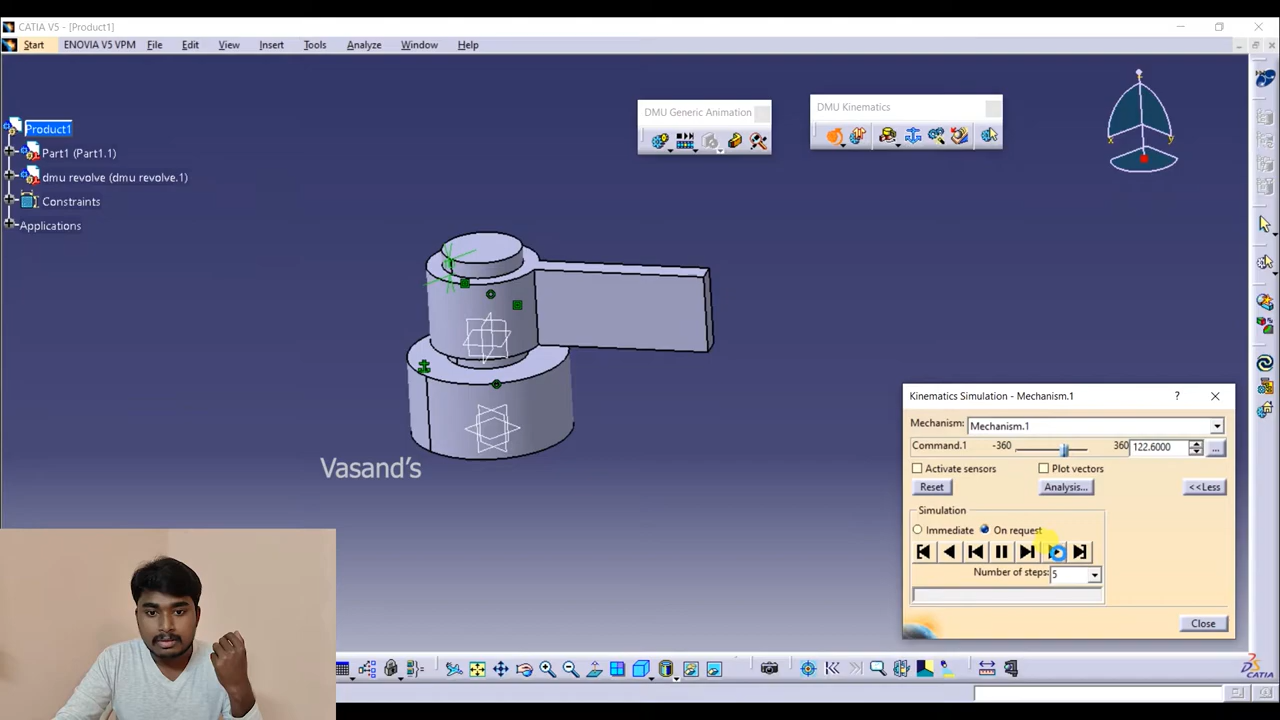 CATIA V5 - [Product1]
Start ENOVIA V5 VPM File Edit View Insert Tools Analyze Window Help
DMU Generic Animation
DMU Kinematics
Product1
Part1 (Part1.1)
dmu revolve (dmu revolve.1)
Constraints
Applications
Vasand's
Kinematics Simulation - Mechanism.1 ?
Mechanism: Mechanism.1
Command.1 -360 360 122.6000 ...
Activate sensors Plot vectors
Reset Analysis... <<Less
Simulation
Immediate On request
Number of steps: 5
Close
CATIA